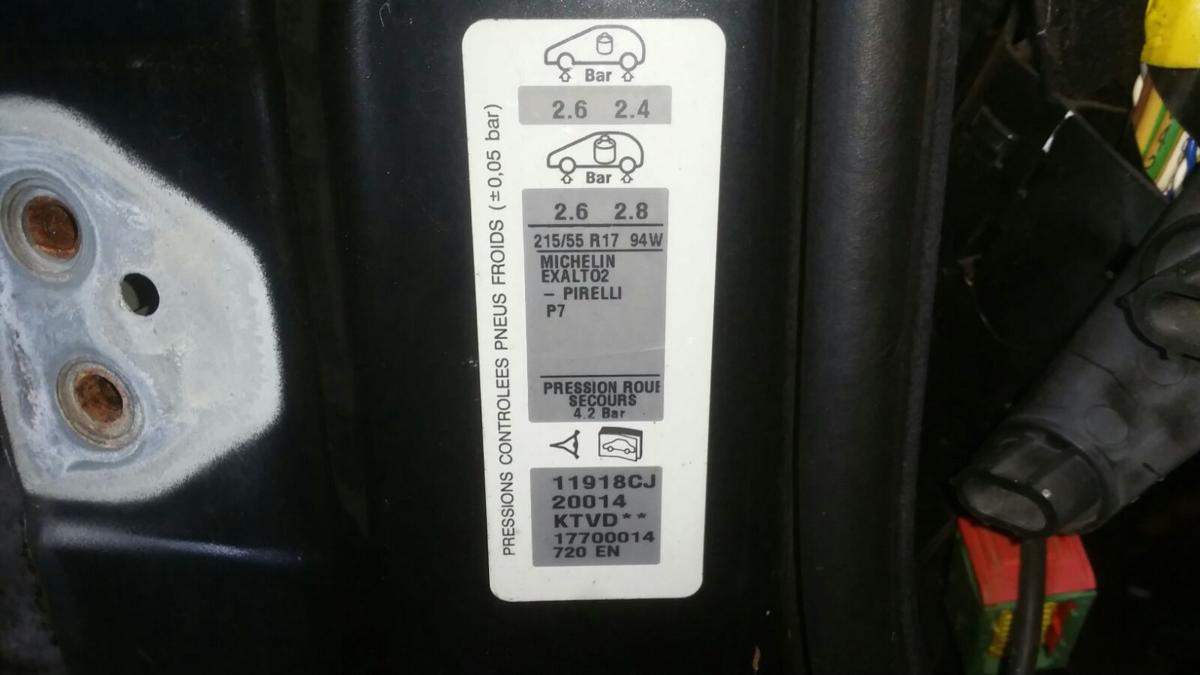 PRESSIONS CONTROLEES PNEUS FROIDS (±0,05 bar)
Bar
2.6 2.4
Bar
2.6 2.8
215/55 R17 94W
MICHELIN
EXALTO2
– PIRELLI
P7
PRESSION ROUE
SECOURS
4.2 Bar
11918CJ
20014
KTVD**
17700014
720 EN